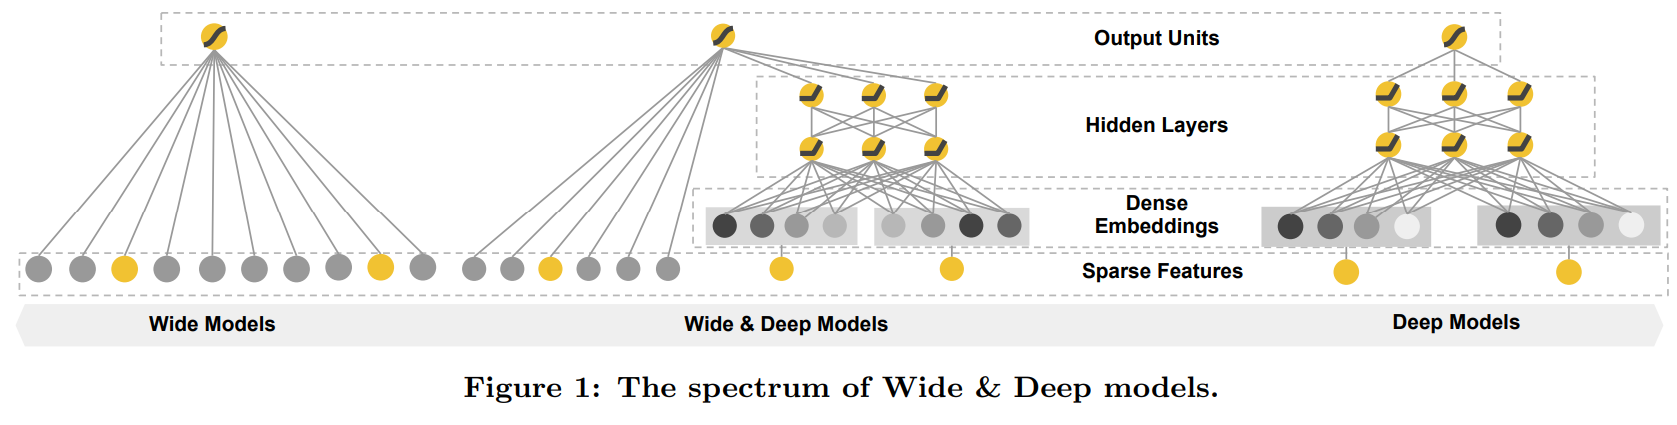 Output Units
Hidden Layers
Dense
Embeddings
Sparse Features
Wide Models
Wide & Deep Models
Deep Models
Figure 1: The spectrum of Wide & Deep models.